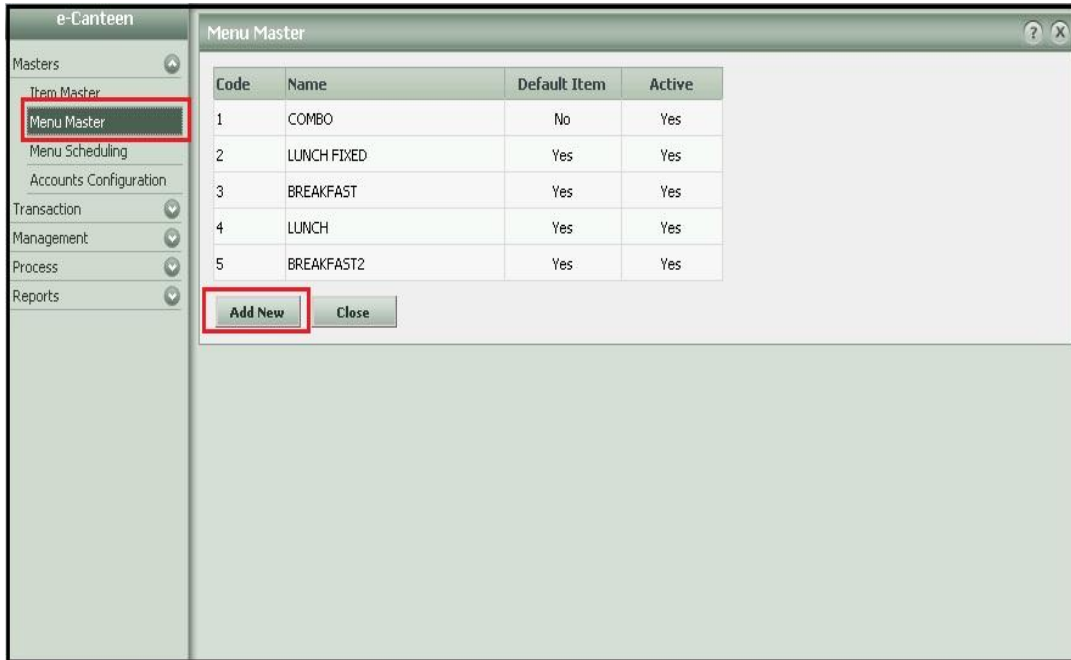 e-Canteen
Masters
Item Master
Menu Master
Menu Scheduling
Accounts Configuration
Transaction
Management
Process
Reports
Menu Master
? X
Code Name Default Item Active
1 COMBO No Yes
2 LUNCH FIXED Yes Yes
3 BREAKFAST Yes Yes
4 LUNCH Yes Yes
5 BREAKFAST2 Yes Yes
Add New Close